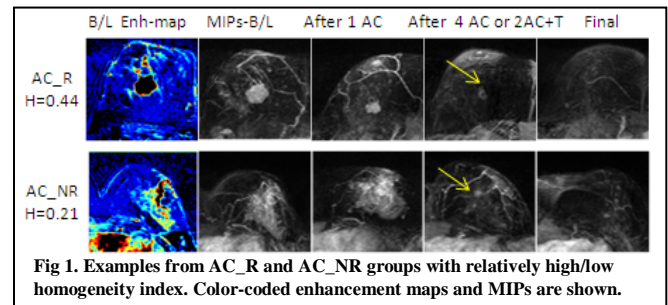 B/L Enh-map MIPs-B/L After 1 AC After 4 AC or 2AC+T Final
AC_R
H=0.44
AC_NR
H=0.21
Fig 1. Examples from AC_R and AC_NR groups with relatively high/low
homogeneity index. Color-coded enhancement maps and MIPs are shown.